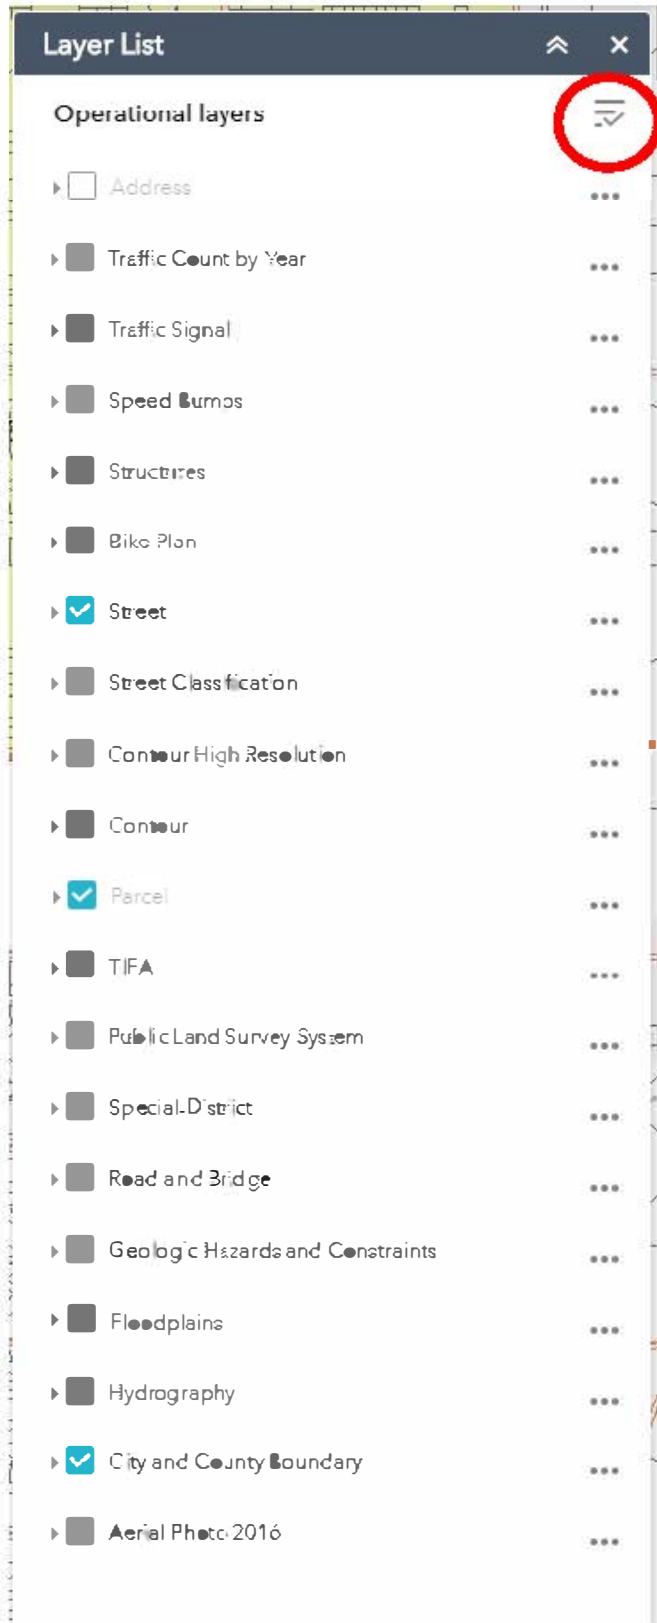 Layer List
Operational layers
Address
Traffic Count by Year
Traffic Signal
Speed Bumps
Structures
Bike Plan
Street
Street Classification
Contour High Resolution
Contour
Parcel
TIFA
Public Land Survey System
Special District
Road and Bridge
Geologic Hazards and Constraints
Floodplains
Hydrography
City and County Boundary
Aerial Photo 2016